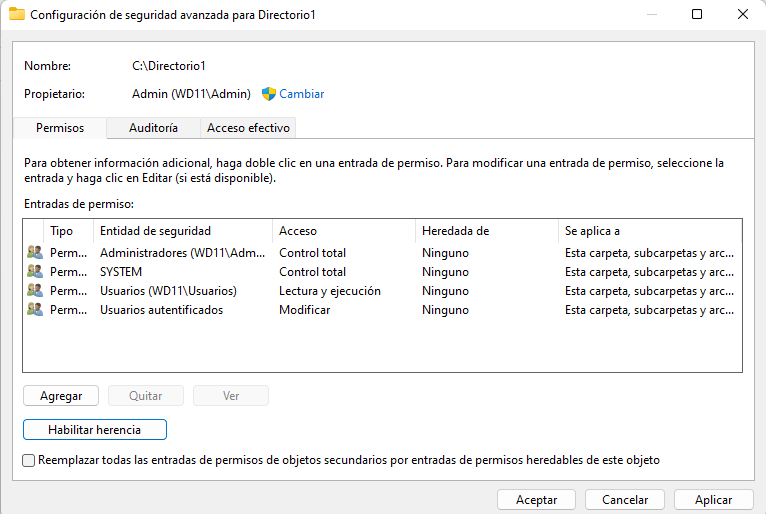 Configuración de seguridad avanzada para Directorio1
Nombre: C:\Directorio1
Propietario: Admin (WD11\Admin) Cambiar
Permisos Auditoría Acceso efectivo
Para obtener información adicional, haga doble clic en una entrada de permiso. Para modificar una entrada de permiso, seleccione la
entrada y haga clic en Editar (si está disponible).
Entradas de permiso:
Tipo Entidad de seguridad Acceso Heredada de Se aplica a
Perm... Administradores (WD11\Adm... Control total Ninguno Esta carpeta, subcarpetas y arc...
Perm... SYSTEM Control total Ninguno Esta carpeta, subcarpetas y arc...
Perm... Usuarios (WD11\Usuarios) Lectura y ejecución Ninguno Esta carpeta, subcarpetas y arc...
Perm... Usuarios autentificados Modificar Ninguno Esta carpeta, subcarpetas y arc...
Agregar Quitar Ver
Habilitar herencia
Reemplazar todas las entradas de permisos de objetos secundarios por entradas de permisos heredables de este objeto
Aceptar Cancelar Aplicar